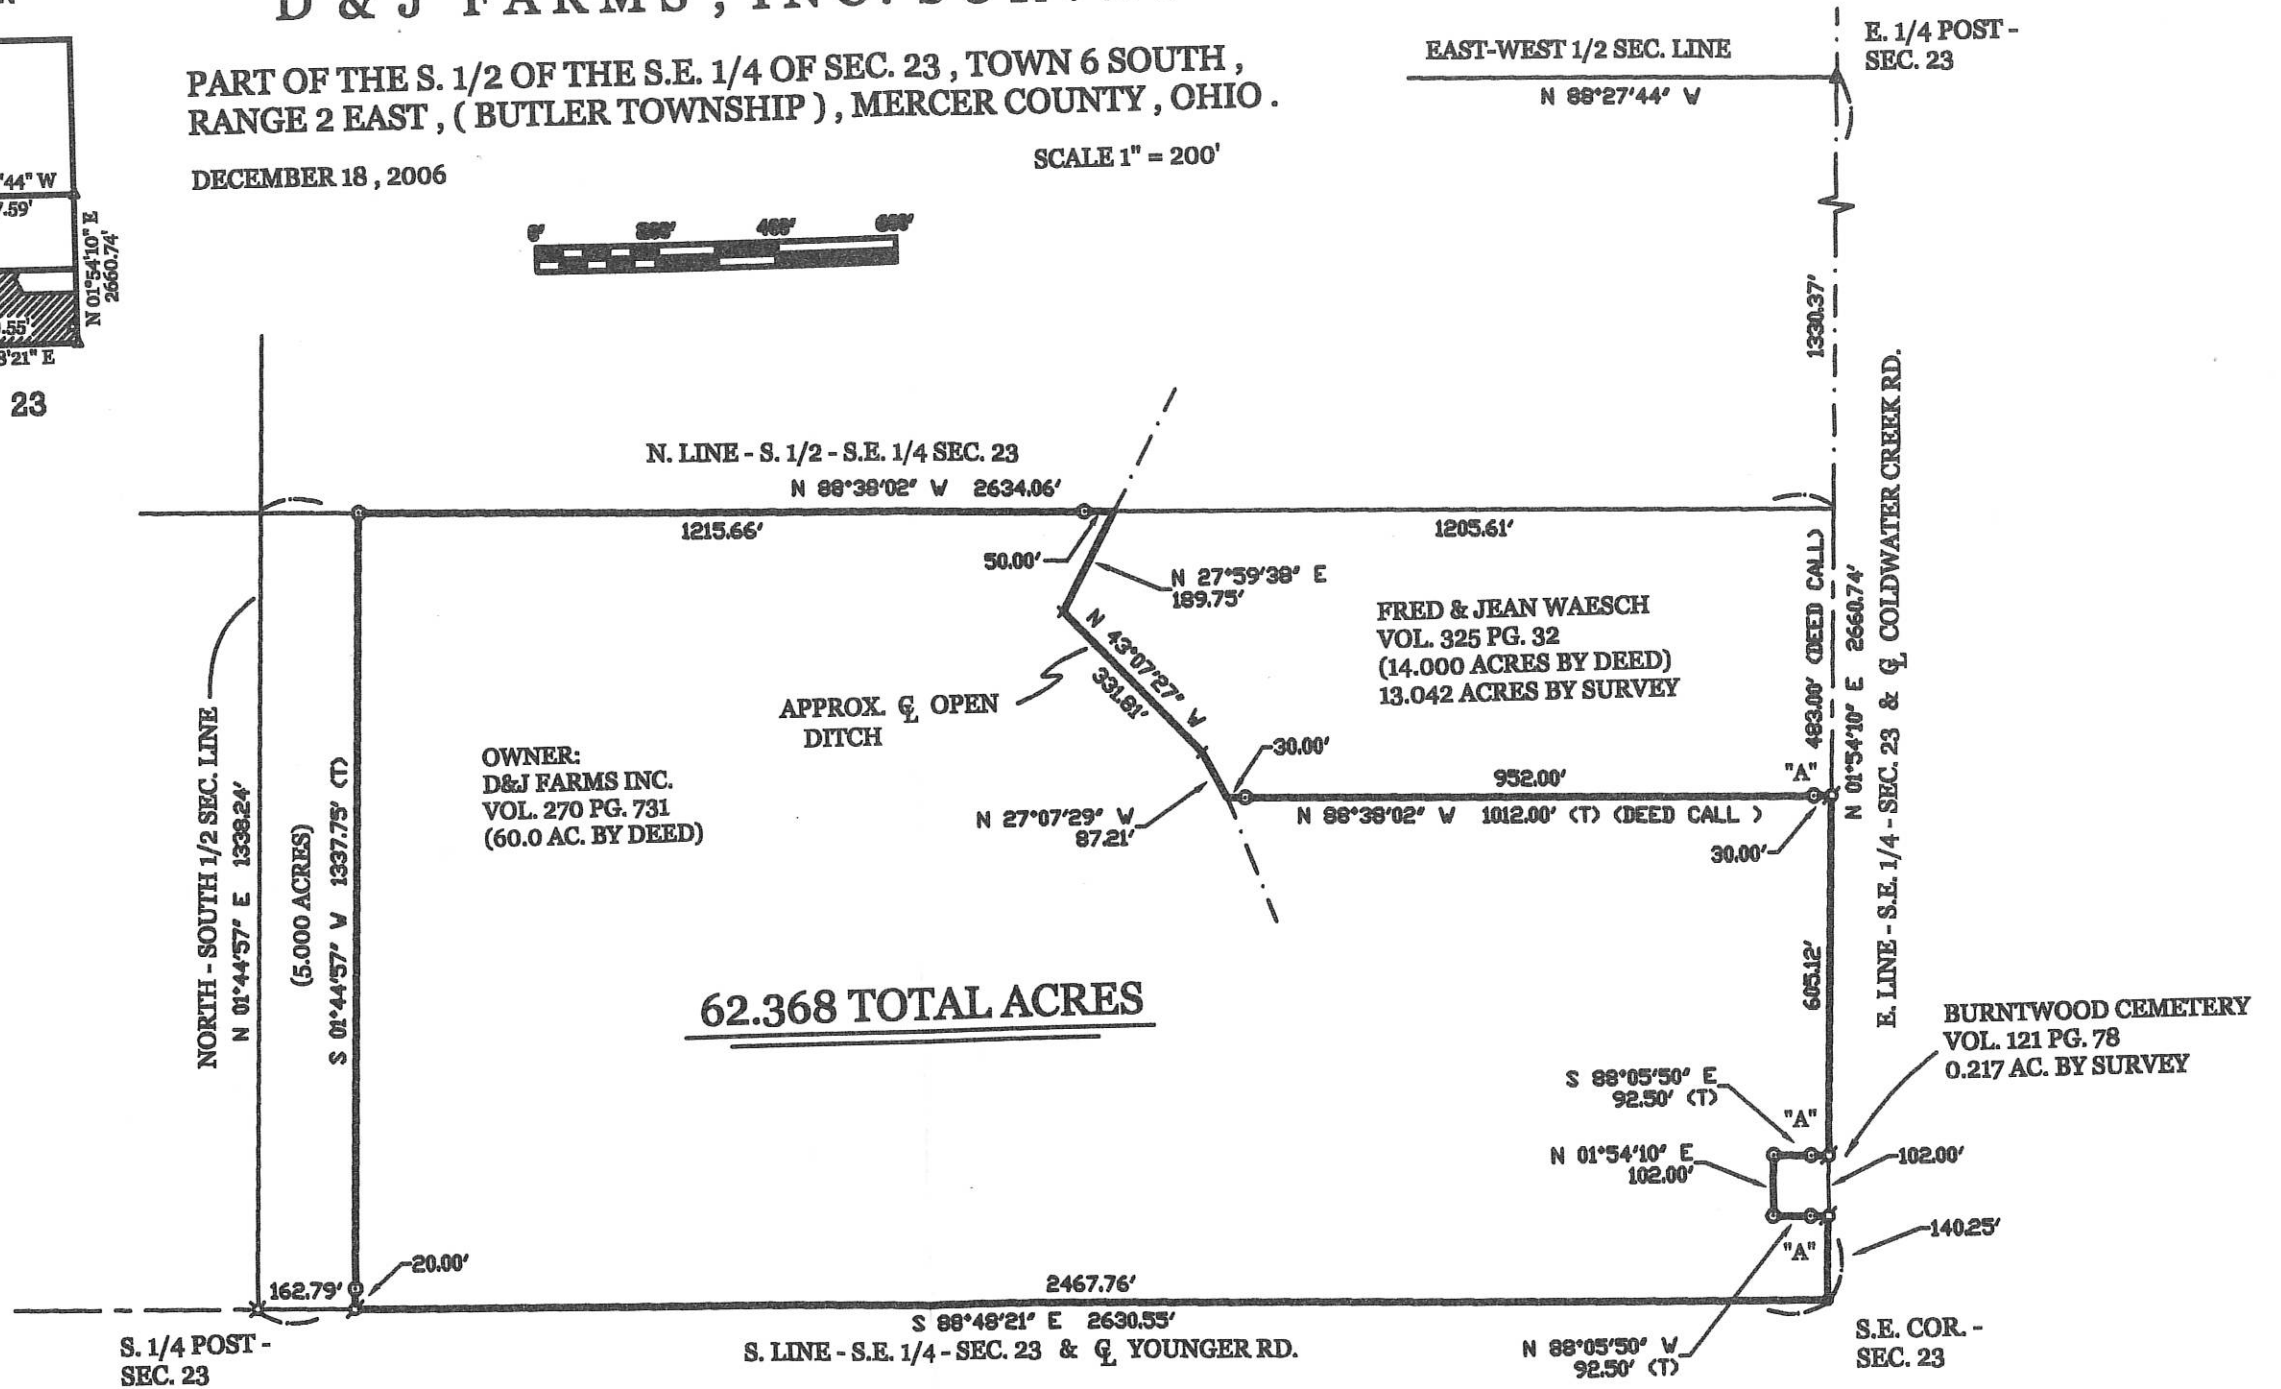 D & J FARMS, INC.
PART OF THE S. 1/2 OF THE S.E. 1/4 OF SEC. 23 , TOWN 6 SOUTH ,
RANGE 2 EAST , ( BUTLER TOWNSHIP ) , MERCER COUNTY , OHIO .
DECEMBER 18 , 2006
SCALE 1" = 200'
0' 200' 400' 600'
EAST-WEST 1/2 SEC. LINE
N 88°27'44" W
E. 1/4 POST -
SEC. 23
'44" W
7.59'
N 01°54'10" E
2660.74'
.55'
8'21" E
23
1330.37'
N. LINE - S. 1/2 - S.E. 1/4 SEC. 23
N 88°38'02" W 2634.06'
1215.66'
50.00'
1205.61'
N 27°59'38" E
189.75'
N 43°07'27" W
331.81'
APPROX. ℄ OPEN
DITCH
FRED & JEAN WAESCH
VOL. 325 PG. 32
(14.000 ACRES BY DEED)
13.042 ACRES BY SURVEY
483.00' (DEED CALL)
N 01°54'10" E 2660.74'
E. LINE - S.E. 1/4 - SEC. 23 & ℄ COLDWATER CREEK RD.
OWNER:
D&J FARMS INC.
VOL. 270 PG. 731
(60.0 AC. BY DEED)
30.00'
952.00'
"A"
N 27°07'29" W
87.21'
N 88°38'02" W 1012.00' (T) (DEED CALL )
30.00'
NORTH - SOUTH 1/2 SEC. LINE
N 01°44'57" E 1338.24'
(5.000 ACRES)
S 01°44'57" W 1337.75' (T)
62.368 TOTAL ACRES
605.12'
BURNTWOOD CEMETERY
VOL. 121 PG. 78
0.217 AC. BY SURVEY
S 88°05'50" E
92.50' (T)
"A"
N 01°54'10" E
102.00'
102.00'
140.25'
"A"
20.00'
162.79'
2467.76'
S 88°48'21" E 2630.55'
S. LINE - S.E. 1/4 - SEC. 23 & ℄ YOUNGER RD.
S. 1/4 POST -
SEC. 23
N 88°05'50" W
92.50' (T)
S.E. COR. -
SEC. 23